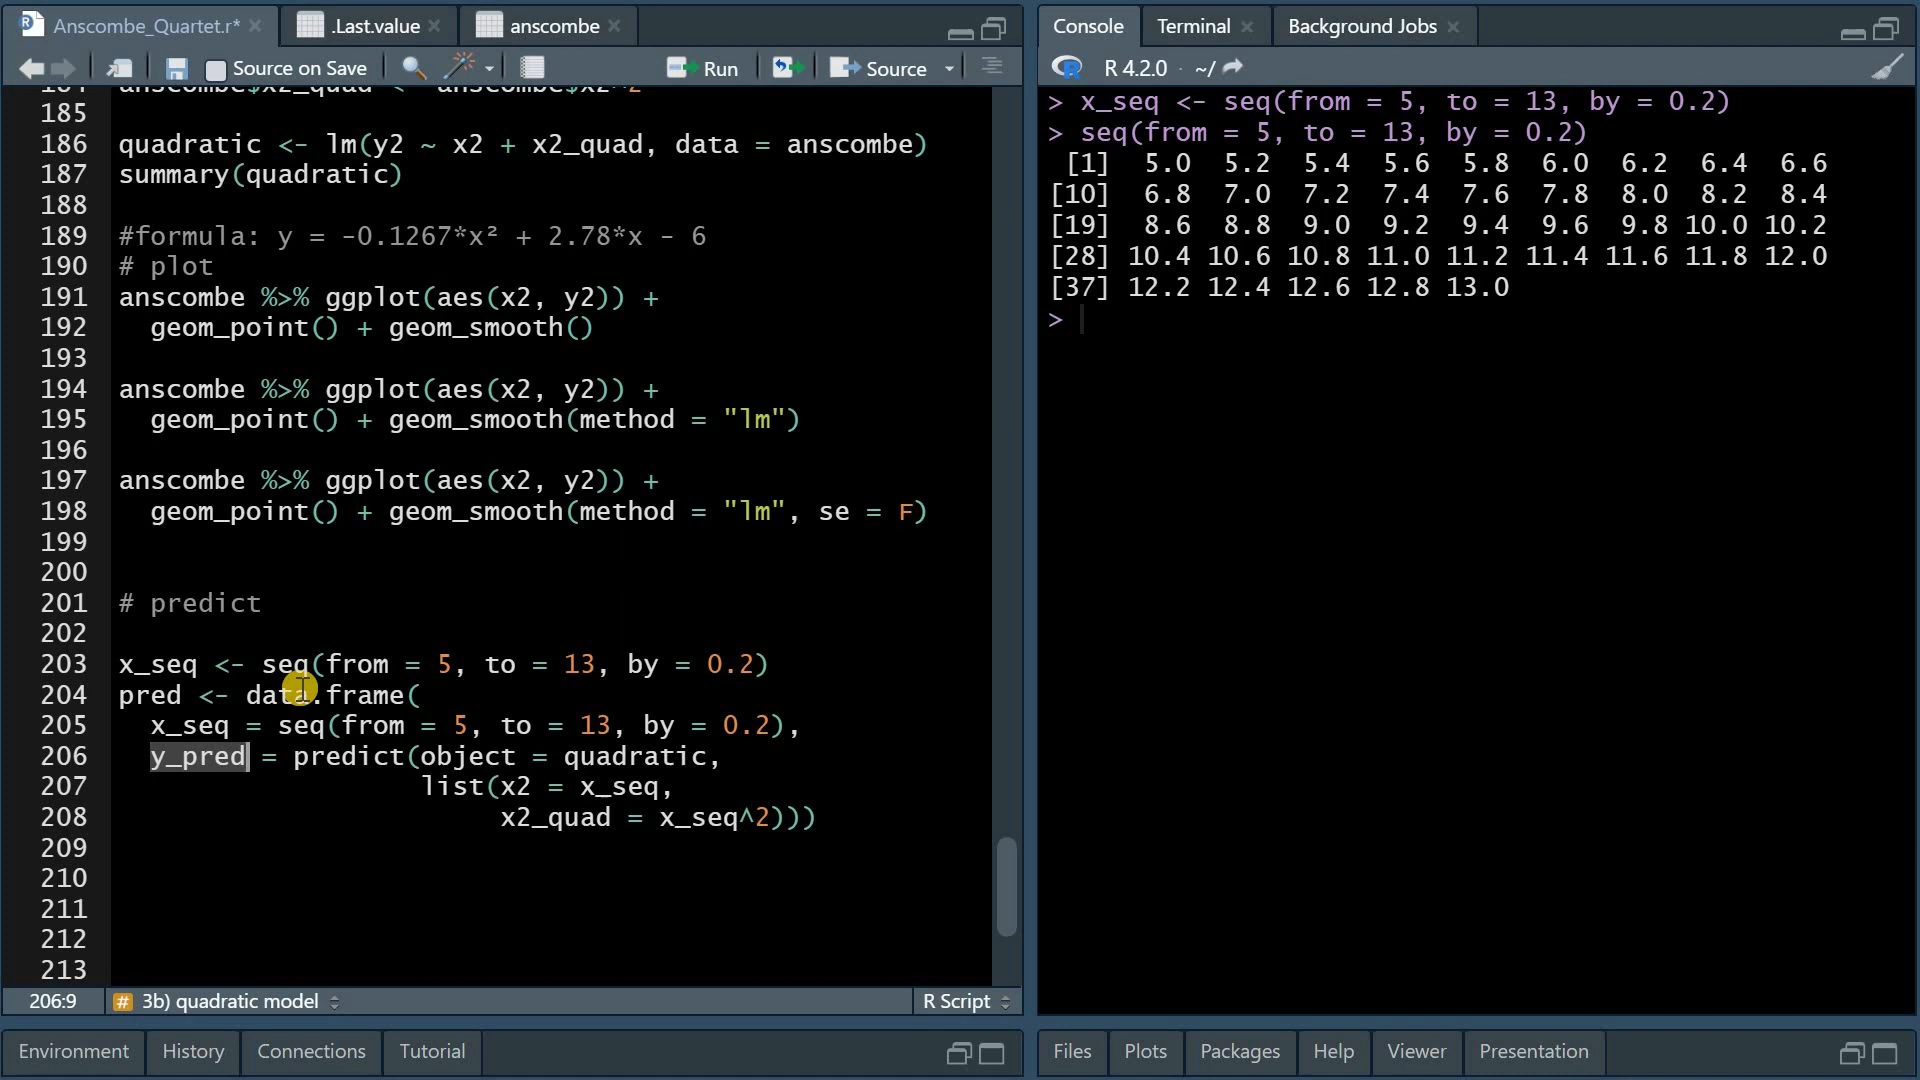 Anscombe_Quartet.r*
.Last.value
anscombe
Source on Save
Run
Source
185
186 quadratic <- lm(y2 ~ x2 + x2_quad, data = anscombe)
187 summary(quadratic)
188
189 #formula: y = -0.1267*x² + 2.78*x - 6
190 # plot
191 anscombe %>% ggplot(aes(x2, y2)) +
192 geom_point() + geom_smooth()
193
194 anscombe %>% ggplot(aes(x2, y2)) +
195 geom_point() + geom_smooth(method = "lm")
196
197 anscombe %>% ggplot(aes(x2, y2)) +
198 geom_point() + geom_smooth(method = "lm", se = F)
199
200
201 # predict
202
203 x_seq <- seq(from = 5, to = 13, by = 0.2)
204 pred <- data.frame(
205 x_seq = seq(from = 5, to = 13, by = 0.2),
206 y_pred = predict(object = quadratic,
207 list(x2 = x_seq,
208 x2_quad = x_seq^2)))
209
210
211
212
213
206:9 # 3b) quadratic model R Script
Environment History Connections Tutorial
Console Terminal Background Jobs
R 4.2.0 · ~/
> x_seq <- seq(from = 5, to = 13, by = 0.2)
> seq(from = 5, to = 13, by = 0.2)
[1] 5.0 5.2 5.4 5.6 5.8 6.0 6.2 6.4 6.6
[10] 6.8 7.0 7.2 7.4 7.6 7.8 8.0 8.2 8.4
[19] 8.6 8.8 9.0 9.2 9.4 9.6 9.8 10.0 10.2
[28] 10.4 10.6 10.8 11.0 11.2 11.4 11.6 11.8 12.0
[37] 12.2 12.4 12.6 12.8 13.0
>
Files Plots Packages Help Viewer Presentation